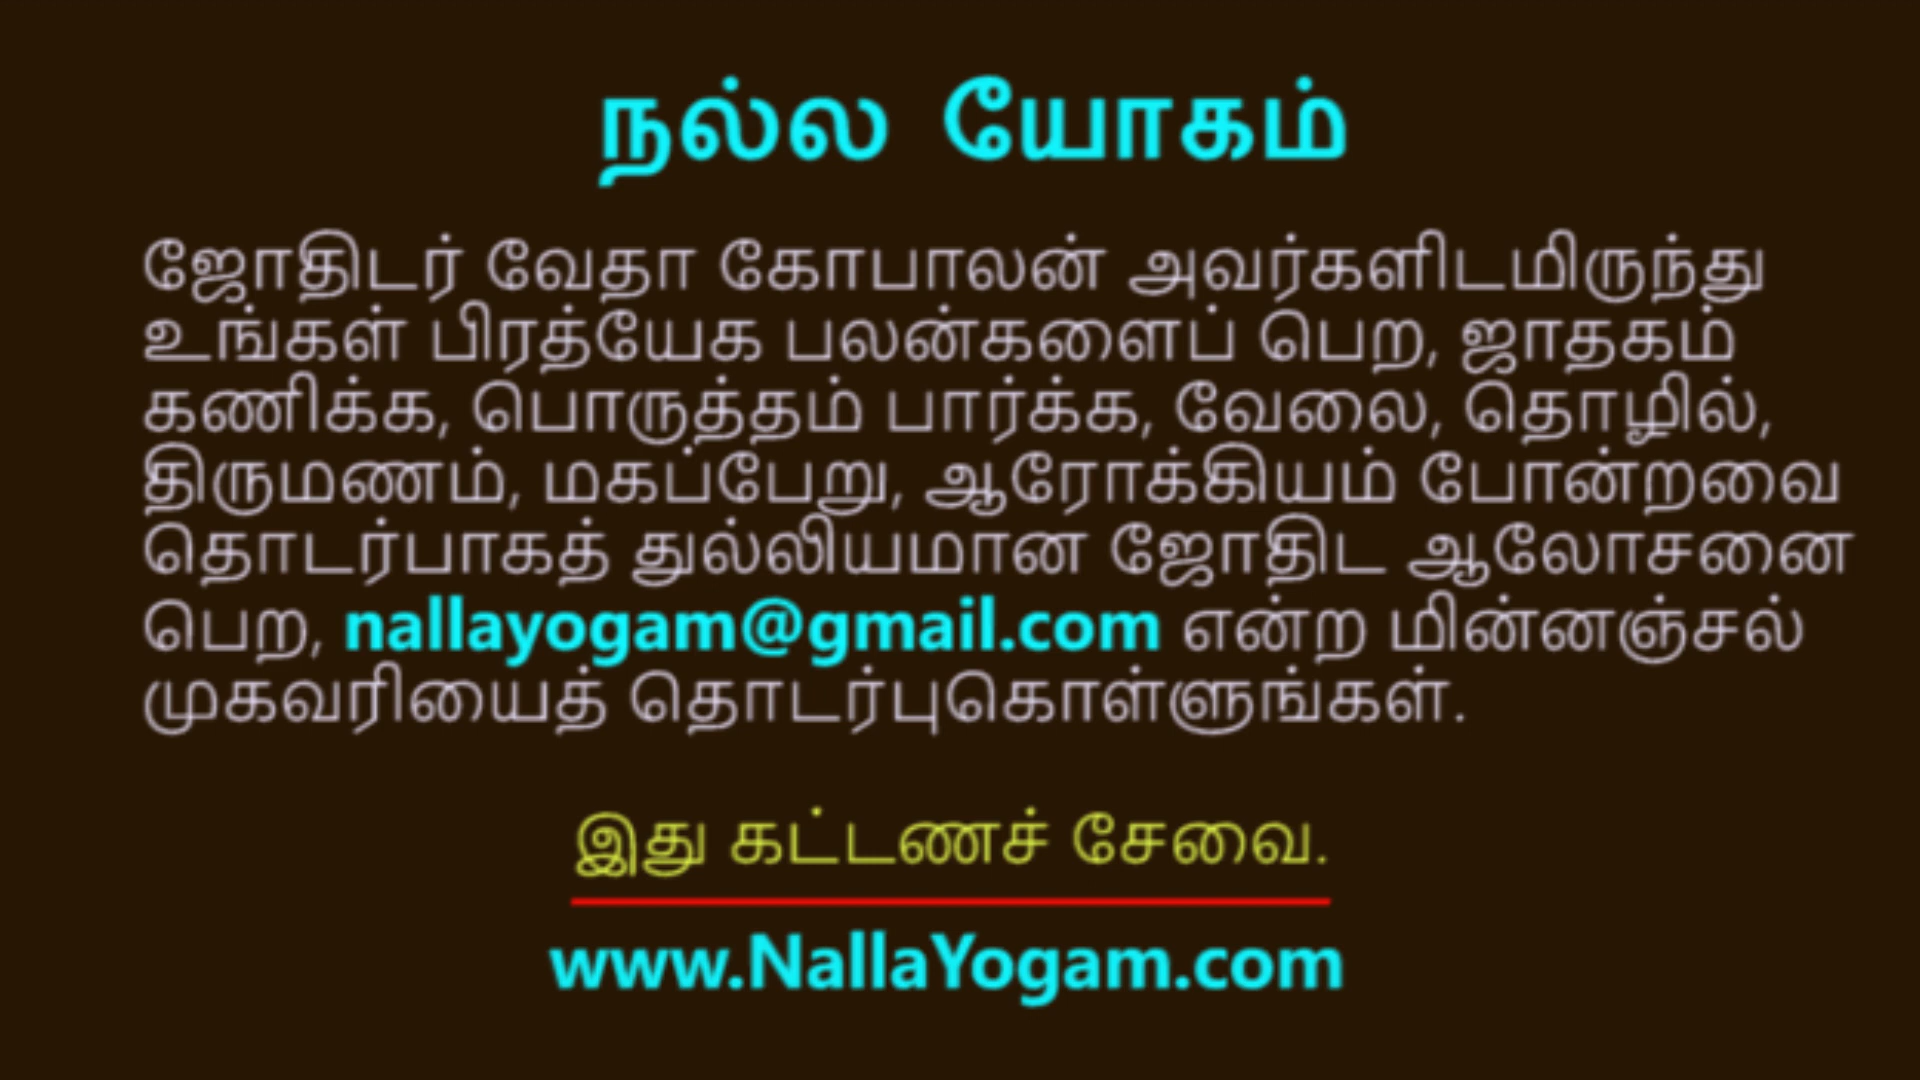 நல்ல யோகம்
ஜோதிடர் வேதா கோபாலன் அவர்களிடமிருந்து
உங்கள் பிரத்யேக பலன்களைப் பெற, ஜாதகம்
கணிக்க, பொருத்தம் பார்க்க, வேலை, தொழில்,
திருமணம், மகப்பேறு, ஆரோக்கியம் போன்றவை
தொடர்பாகத் துல்லியமான ஜோதிட ஆலோசனை
பெற, nallayogam@gmail.com என்ற மின்னஞ்சல்
முகவரியைத் தொடர்புகொள்ளுங்கள்.
இது கட்டணச் சேவை.
www.NallaYogam.com